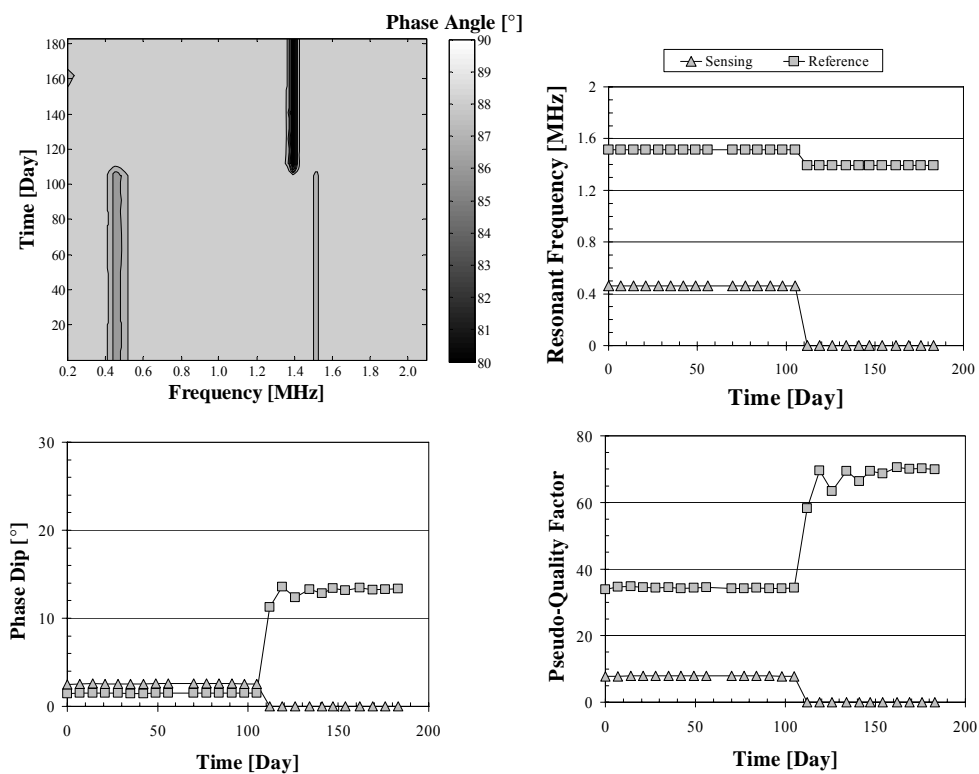 Phase Angle [°]
180
160
140
120
100
80
60
40
20
0.2 0.4 0.6 0.8 1.0 1.2 1.4 1.6 1.8 2.0
Time [Day]
Frequency [MHz]
90
89
88
87
86
85
84
83
82
81
80
Sensing Reference
2
1.6
1.2
0.8
0.4
0
0 50 100 150 200
Resonant Frequency [MHz]
Time [Day]
30
20
10
0
0 50 100 150 200
Phase Dip [°]
Time [Day]
80
60
40
20
0
0 50 100 150 200
Pseudo-Quality Factor
Time [Day]